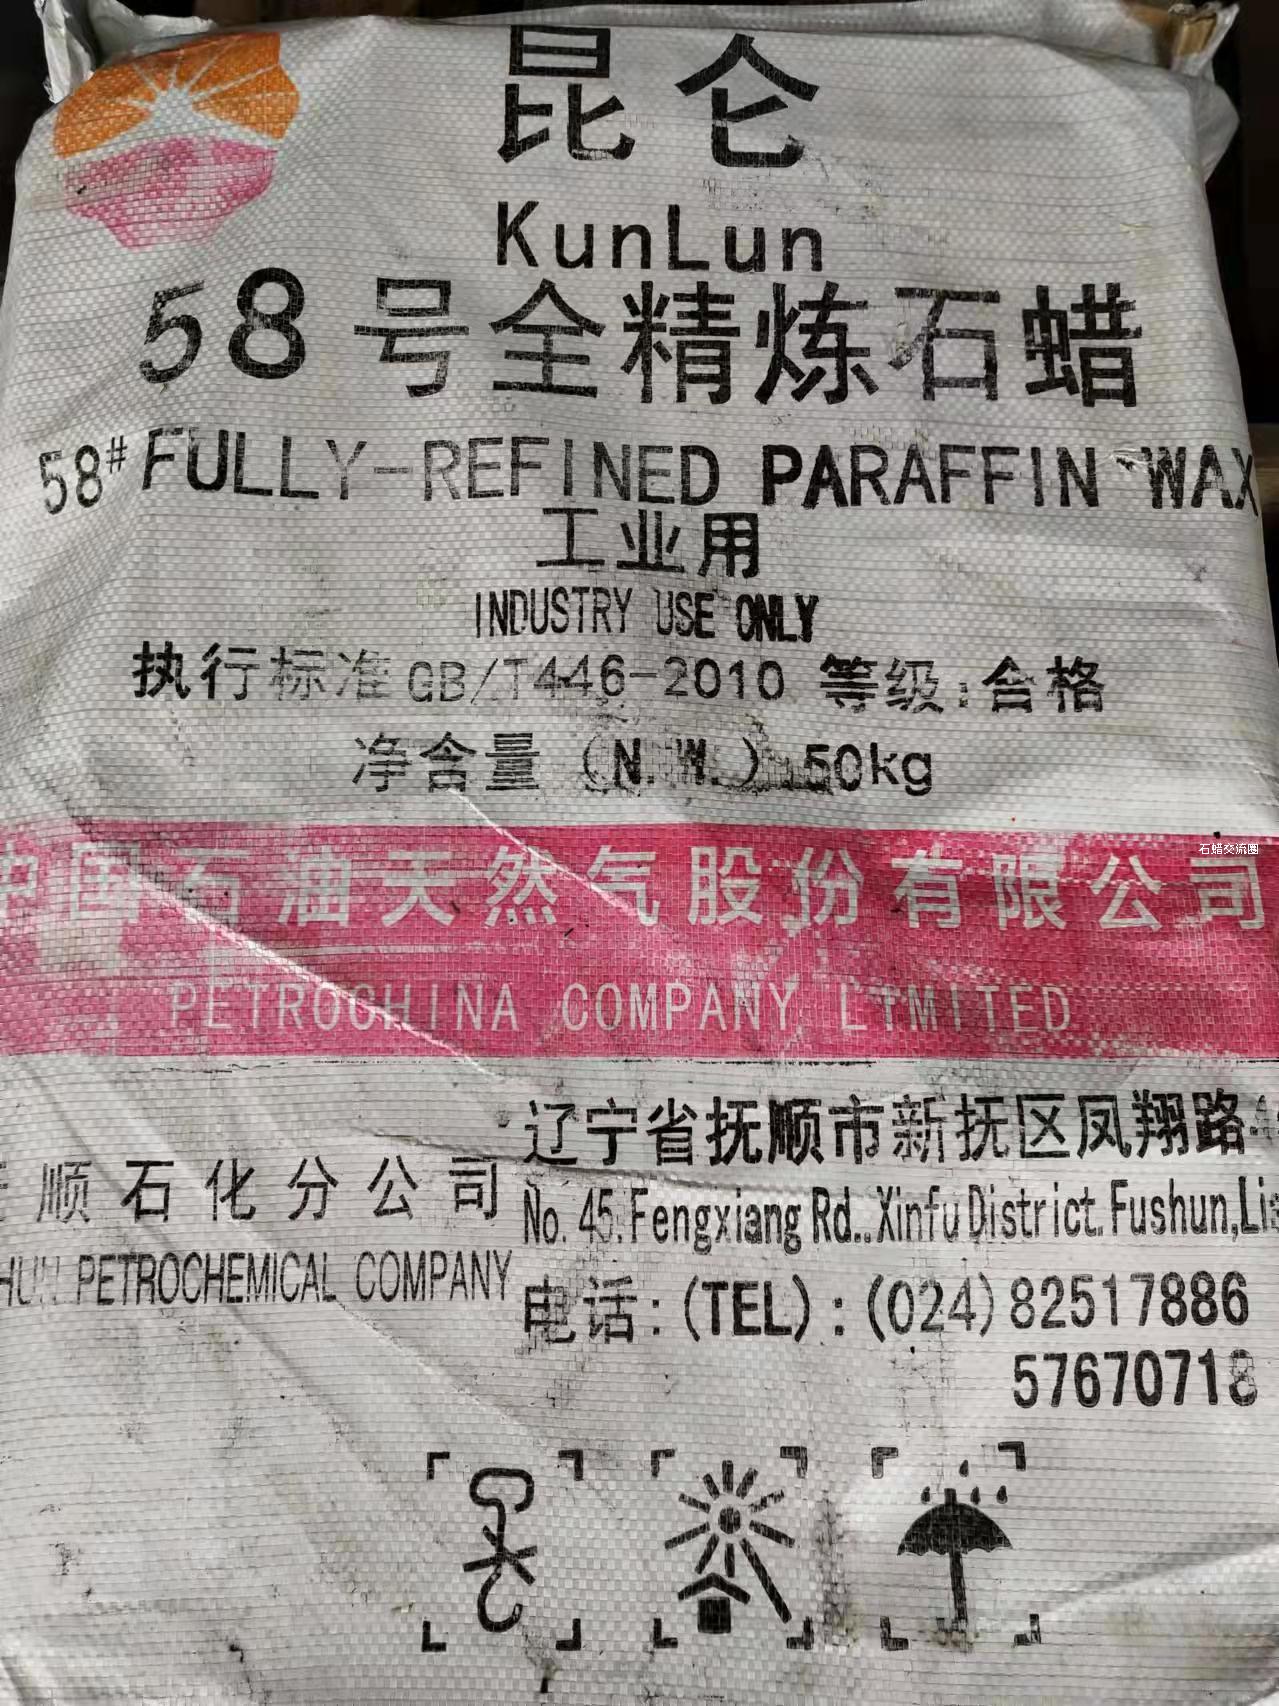 昆仑
KunLun
58号全精炼石蜡
58# FULLY-REFINED PARAFFIN WAX
工业用
INDUSTRY USE ONLY
执行标准 GB/T446-2010 等级:合格
净含量 (N.W.) 50kg
石蜡交流圈
中国石油天然气股份有限公司
PETROCHINA COMPANY LIMITED
辽宁省抚顺市新抚区凤翔路
顺石化分公司
No. 45. Fengxiang Rd.. Xinfu District. Fushun,Lia
HUN PETROCHEMICAL COMPANY
电话:(TEL):(024)82517886
57670718